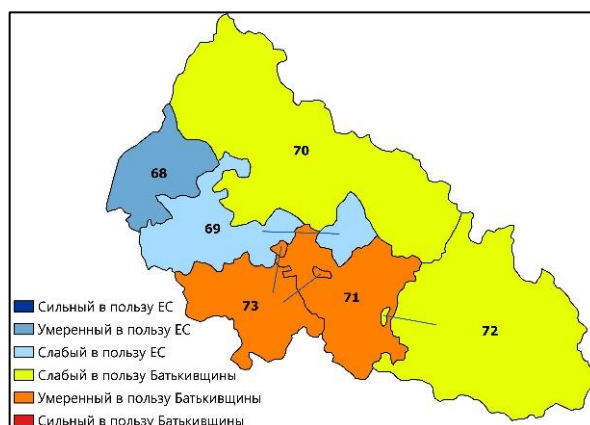 70
68
69
73
71
72
Сильный в пользу ЕС
Умеренный в пользу ЕС
Слабый в пользу ЕС
Слабый в пользу Батькивщины
Умеренный в пользу Батькивщины
Сильный в пользу Батькивщины